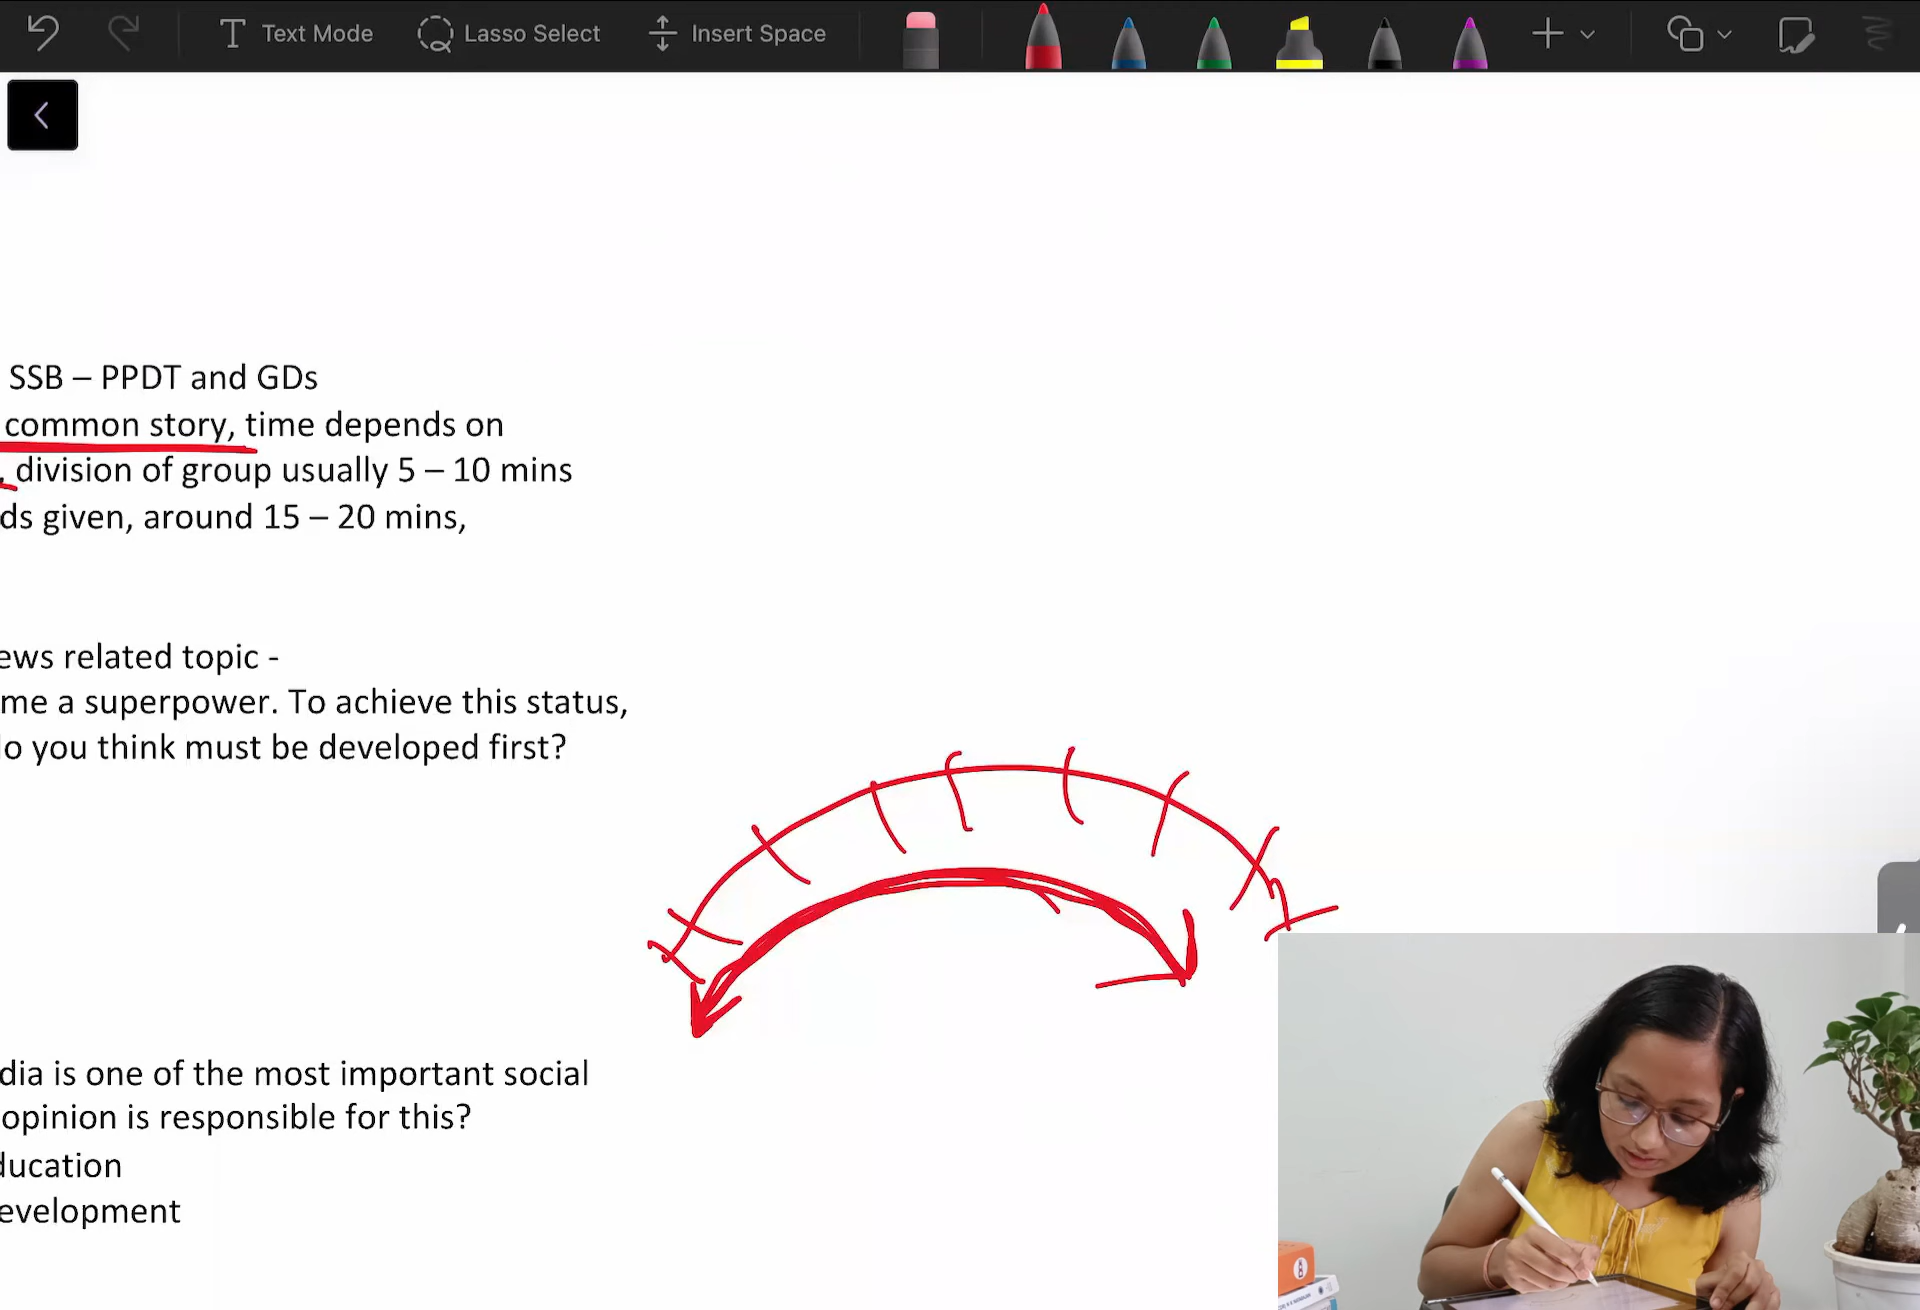 Text Mode
Lasso Select
Insert Space
SSB – PPDT and GDs
common story, time depends on
, division of group usually 5 – 10 mins
ds given, around 15 – 20 mins,
ews related topic -
me a superpower. To achieve this status,
do you think must be developed first?
dia is one of the most important social
opinion is responsible for this?
ducation
evelopment
8